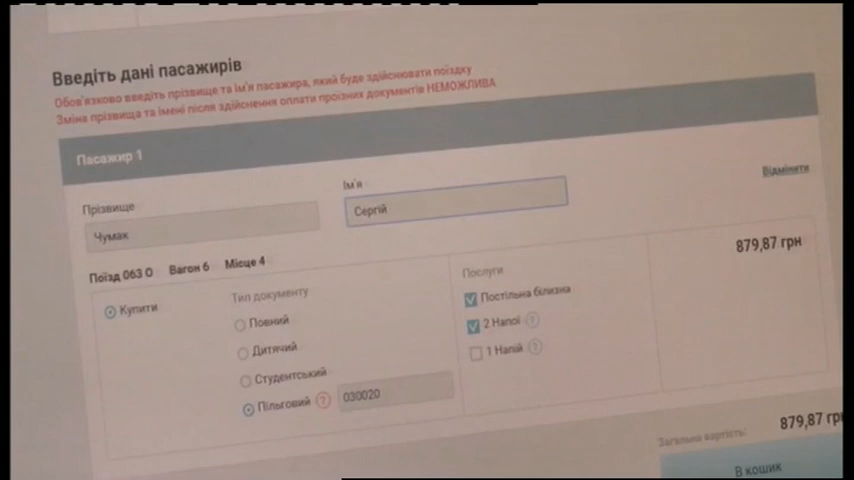 Введіть дані пасажирів
Обов'язково введіть прізвище та ім'я пасажира, який буде здійснювати поїздку
Зміна прізвища та імені після здійснення оплати проїзних документів НЕМОЖЛИВА
Пасажир 1
Прізвище
Ім'я
Відмінити
Чумак
Сергій
Поїзд 063 О Вагон 6 Місце 4
879,87 грн
Купити
Тип документу
Послуги
Повний
Постільна білизна
Дитячий
2 Напої ?
Студентський
1 Напій ?
Пільговий ? 030020
Загальна вартість: 879,87 грн
В кошик